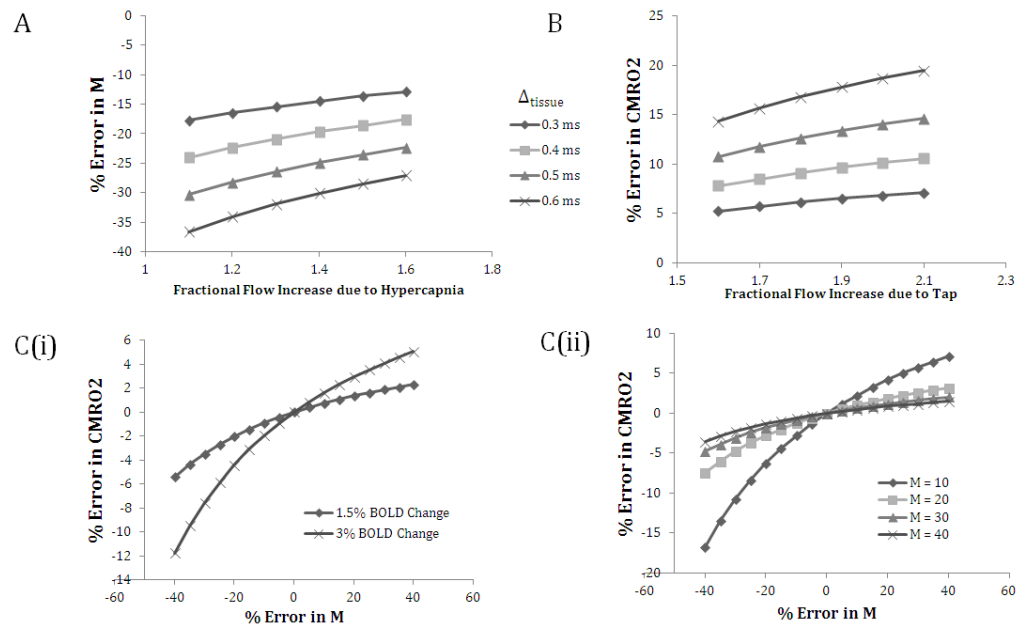 A
0
-5
-10
-15
-20
-25
-30
-35
-40
% Error in M
1
1.2
1.4
1.6
1.8
Fractional Flow Increase due to Hypercapnia
Δtissue
0.3 ms
0.4 ms
0.5 ms
0.6 ms
B
25
20
15
10
5
0
% Error in CMRO2
1.5
1.7
1.9
2.1
2.3
Fractional Flow Increase due to Tap
C(i)
6
4
2
0
-2
-4
-6
-8
-10
-12
-14
% Error in CMRO2
-60
-40
-20
0
20
40
60
% Error in M
1.5% BOLD Change
3% BOLD Change
C(ii)
10
5
0
-5
-10
-15
-20
% Error in CMRO2
-60
-40
-20
0
20
40
60
% Error in M
M = 10
M = 20
M = 30
M = 40